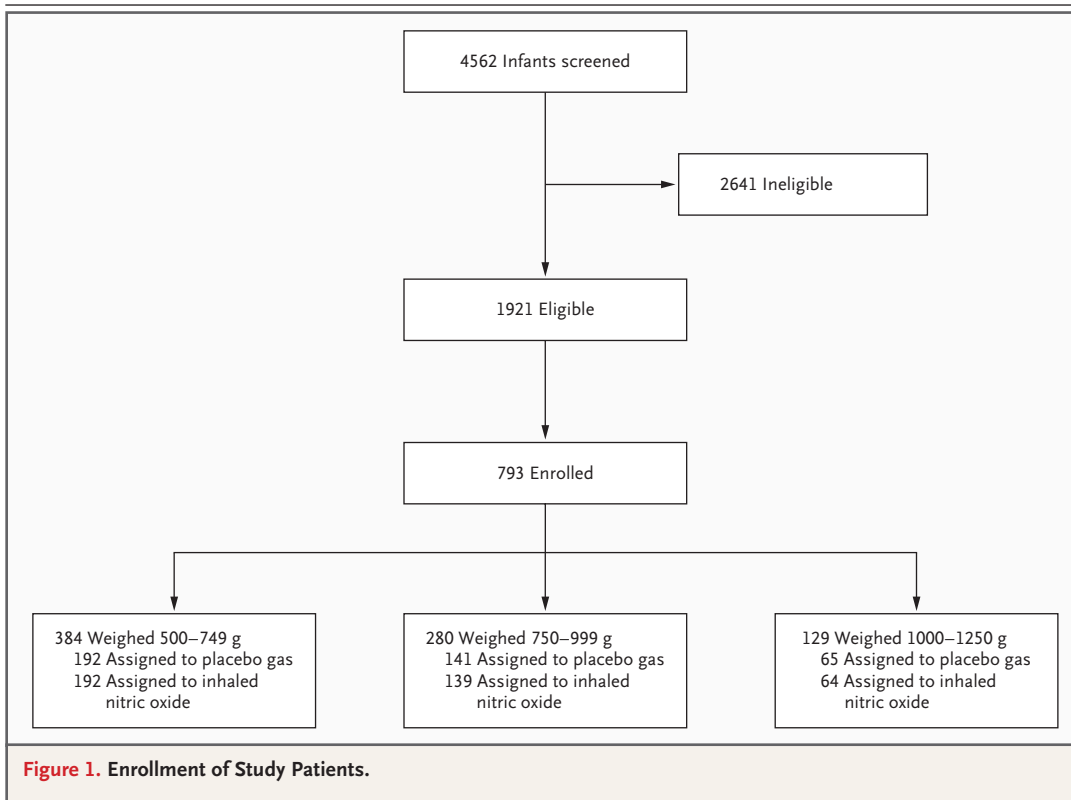 4562 Infants screened
2641 Ineligible
1921 Eligible
793 Enrolled
384 Weighed 500–749 g
192 Assigned to placebo gas
192 Assigned to inhaled
nitric oxide
280 Weighed 750–999 g
141 Assigned to placebo gas
139 Assigned to inhaled
nitric oxide
129 Weighed 1000–1250 g
65 Assigned to placebo gas
64 Assigned to inhaled
nitric oxide
Figure 1. Enrollment of Study Patients.